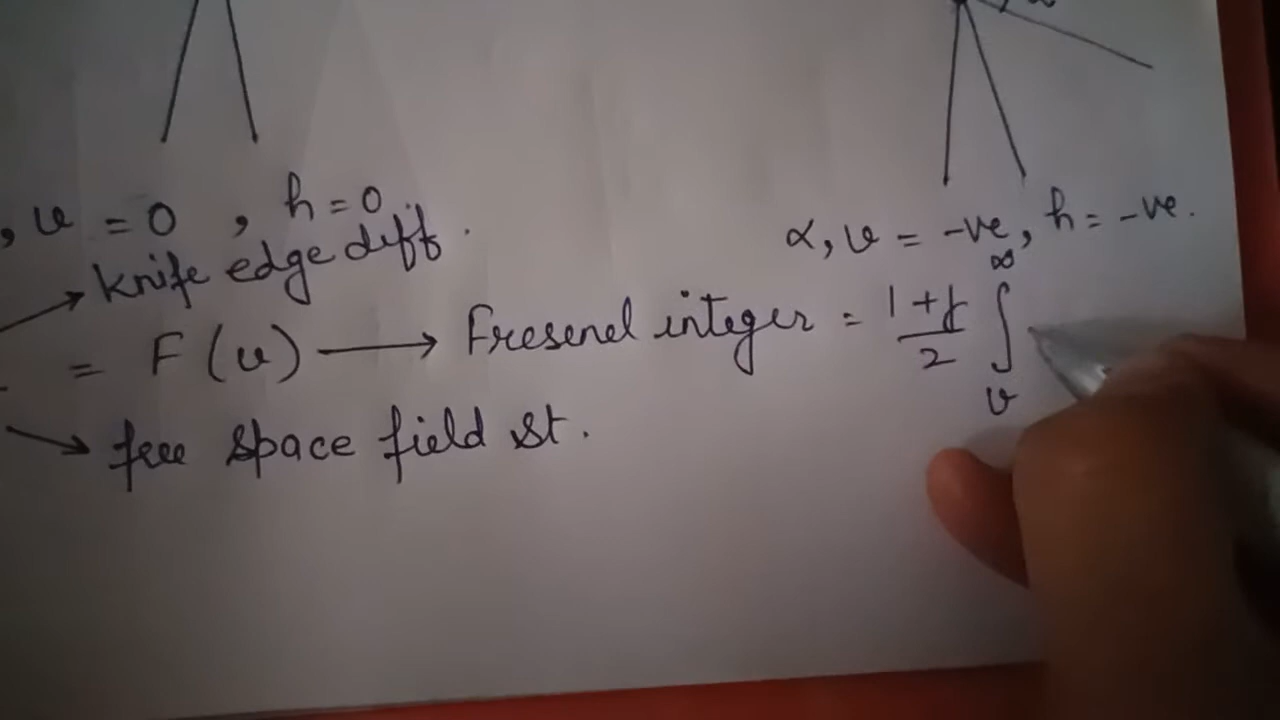 , v = 0 , h = 0
α, v = -ve, h = -ve.
knife edge diff.
= F(v) → Fresenel integer = 1+j/2 ∫ v ∞
free space field st.